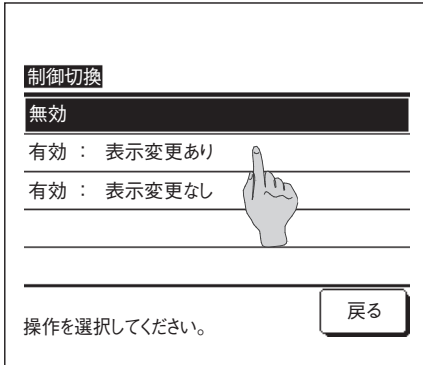 制御切換
無効
有効 ： 表示変更あり
有効 ： 表示変更なし
戻る
操作を選択してください。